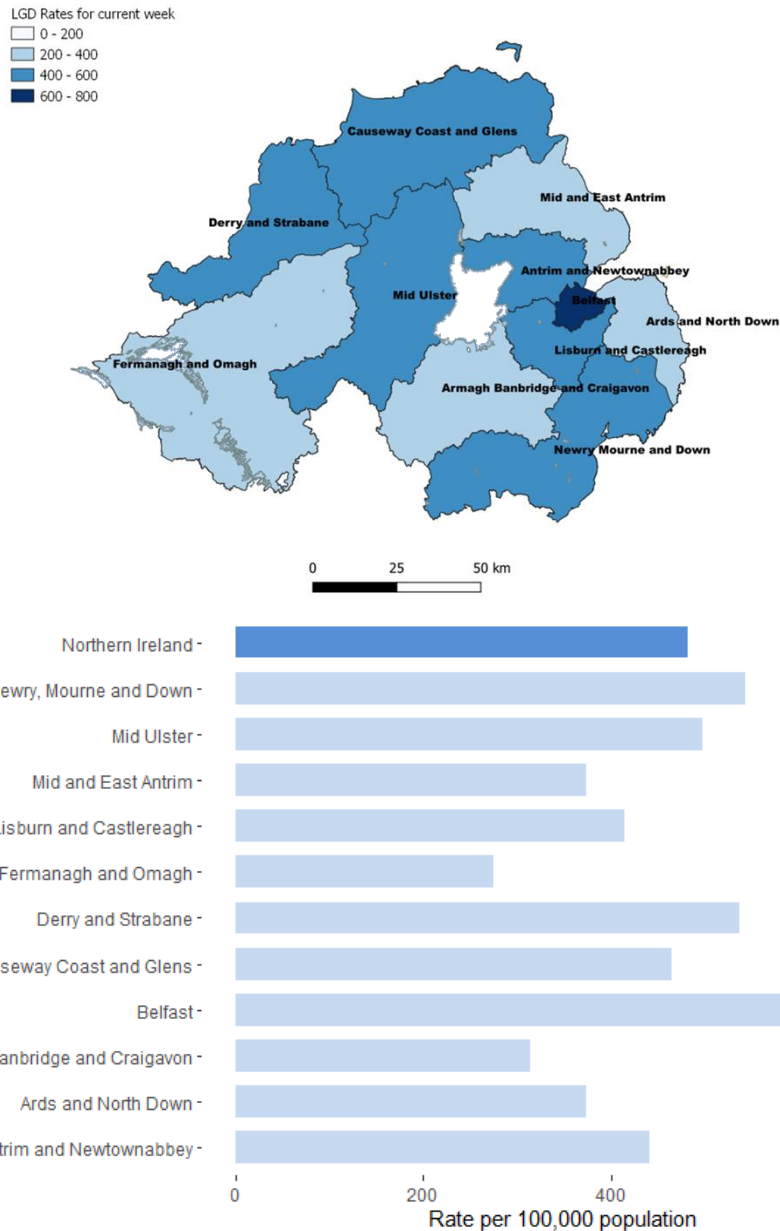 LGD Rates for current week
0 - 200
200 - 400
400 - 600
600 - 800
Causeway Coast and Glens
Mid and East Antrim
Derry and Strabane
Antrim and Newtownabbey
Mid Ulster
Belfast
Ards and North Down
Lisburn and Castlereagh
Fermanagh and Omagh
Armagh Banbridge and Craigavon
Newry Mourne and Down
0 25 50 km
Northern Ireland
ewry, Mourne and Down
Mid Ulster
Mid and East Antrim
isburn and Castlereagh
Fermanagh and Omagh
Derry and Strabane
seway Coast and Glens
Belfast
anbridge and Craigavon
Ards and North Down
trim and Newtownabbey
0 200 400
Rate per 100,000 population